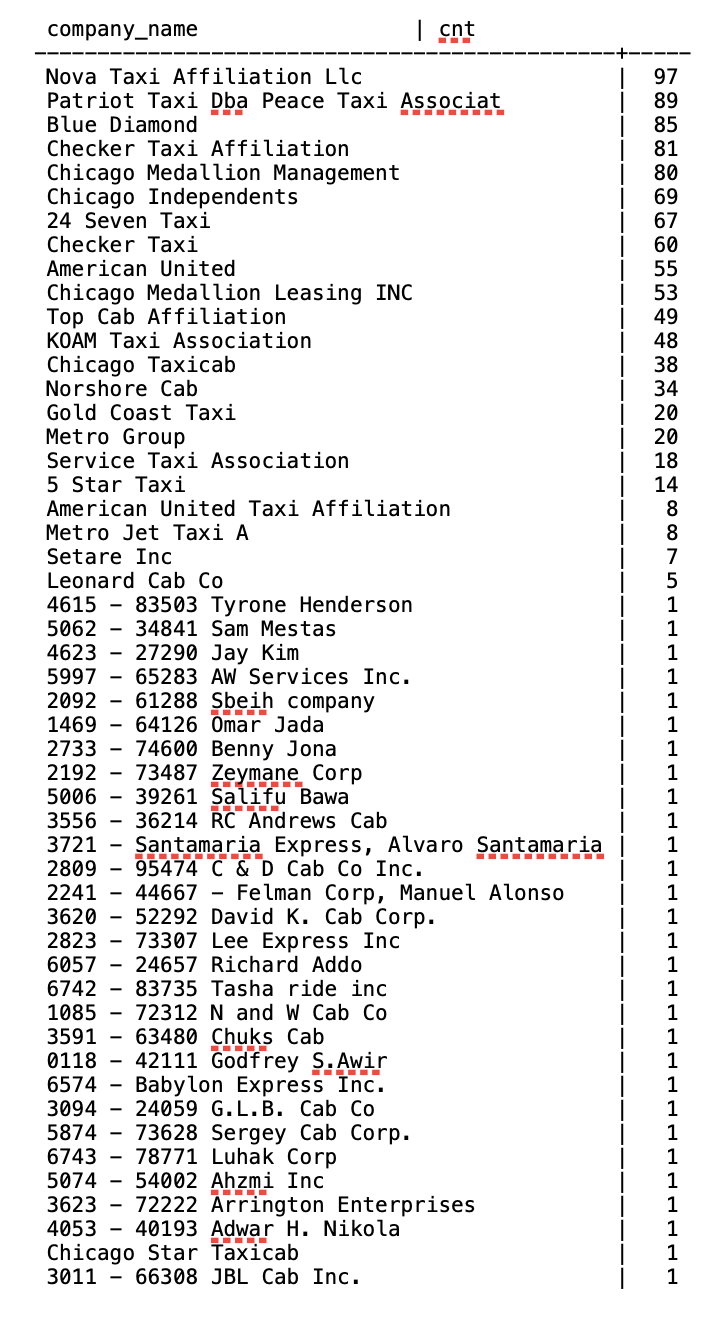 company_name | cnt
----------------------------------------------+-----
Nova Taxi Affiliation Llc | 97
Patriot Taxi Dba Peace Taxi Associat | 89
Blue Diamond | 85
Checker Taxi Affiliation | 81
Chicago Medallion Management | 80
Chicago Independents | 69
24 Seven Taxi | 67
Checker Taxi | 60
American United | 55
Chicago Medallion Leasing INC | 53
Top Cab Affiliation | 49
KOAM Taxi Association | 48
Chicago Taxicab | 38
Norshore Cab | 34
Gold Coast Taxi | 20
Metro Group | 20
Service Taxi Association | 18
5 Star Taxi | 14
American United Taxi Affiliation | 8
Metro Jet Taxi A | 8
Setare Inc | 7
Leonard Cab Co | 5
4615 - 83503 Tyrone Henderson | 1
5062 - 34841 Sam Mestas | 1
4623 - 27290 Jay Kim | 1
5997 - 65283 AW Services Inc. | 1
2092 - 61288 Sbeih company | 1
1469 - 64126 Omar Jada | 1
2733 - 74600 Benny Jona | 1
2192 - 73487 Zeymane Corp | 1
5006 - 39261 Salifu Bawa | 1
3556 - 36214 RC Andrews Cab | 1
3721 - Santamaria Express, Alvaro Santamaria | 1
2809 - 95474 C & D Cab Co Inc. | 1
2241 - 44667 - Felman Corp, Manuel Alonso | 1
3620 - 52292 David K. Cab Corp. | 1
2823 - 73307 Lee Express Inc | 1
6057 - 24657 Richard Addo | 1
6742 - 83735 Tasha ride inc | 1
1085 - 72312 N and W Cab Co | 1
3591 - 63480 Chuks Cab | 1
0118 - 42111 Godfrey S.Awir | 1
6574 - Babylon Express Inc. | 1
3094 - 24059 G.L.B. Cab Co | 1
5874 - 73628 Sergey Cab Corp. | 1
6743 - 78771 Luhak Corp | 1
5074 - 54002 Ahzmi Inc | 1
3623 - 72222 Arrington Enterprises | 1
4053 - 40193 Adwar H. Nikola | 1
Chicago Star Taxicab | 1
3011 - 66308 JBL Cab Inc. | 1